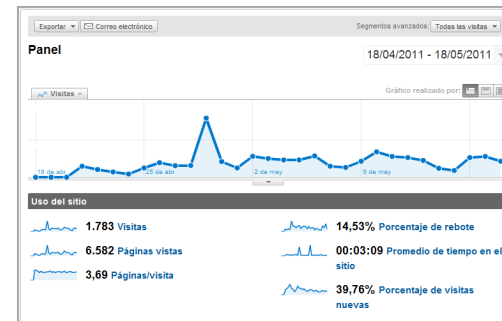 Exportar Correo electrónico Segmentos avanzados: Todas las visitas
Panel 18/04/2011 - 18/05/2011
Visitas Gráfico realizado por:
18 de abr 25 de abr 2 de may 9 de may
Uso del sitio
1.783 Visitas
6.582 Páginas vistas
3,69 Páginas/visita
14,53% Porcentaje de rebote
00:03:09 Promedio de tiempo en el
sitio
39,76% Porcentaje de visitas
nuevas